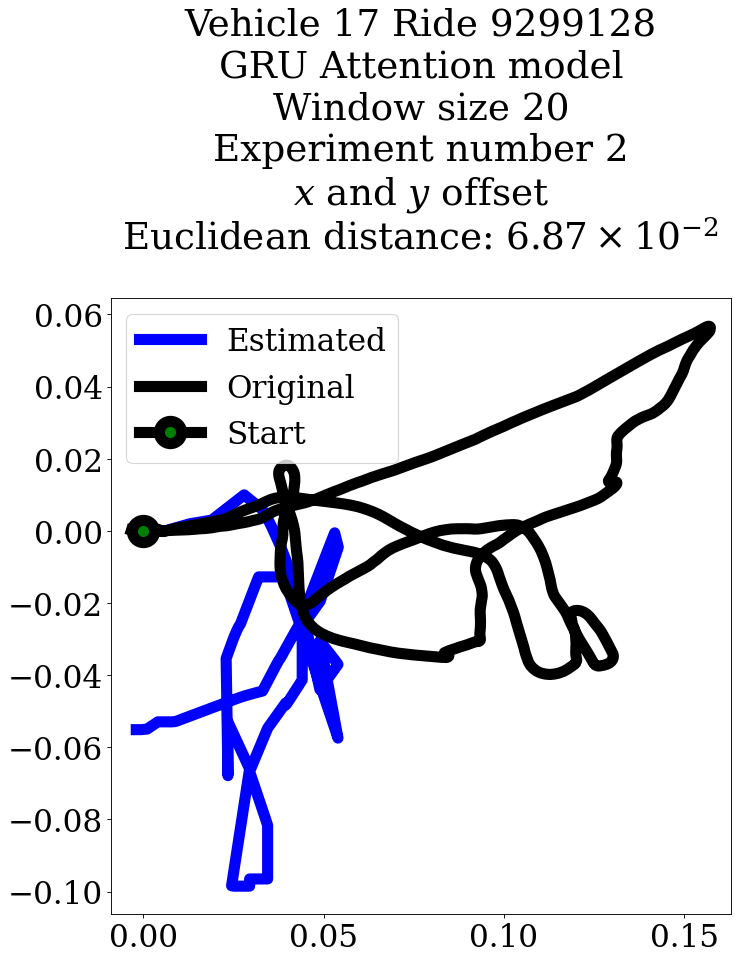 Vehicle 17 Ride 9299128
GRU Attention model
Window size 20
Experiment number 2
x and y offset
Euclidean distance: 6.87 × 10⁻²
Estimated
Original
Start
0.06
0.04
0.02
0.00
−0.02
−0.04
−0.06
−0.08
−0.10
0.00 0.05 0.10 0.15